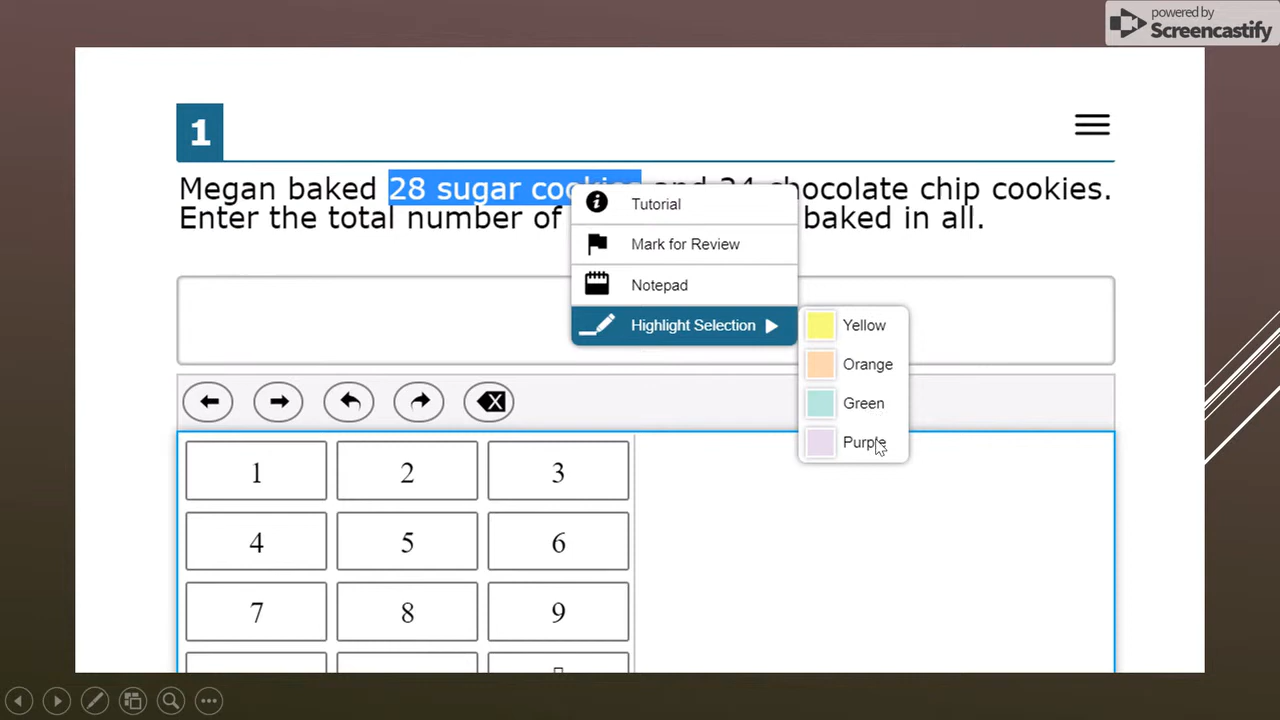 powered by
Screencastify
1
Megan baked 28 sugar cookies and 24 chocolate chip cookies.
Enter the total number of baked in all.
Tutorial
Mark for Review
Notepad
Highlight Selection
Yellow
Orange
Green
Purple
1 2 3
4 5 6
7 8 9